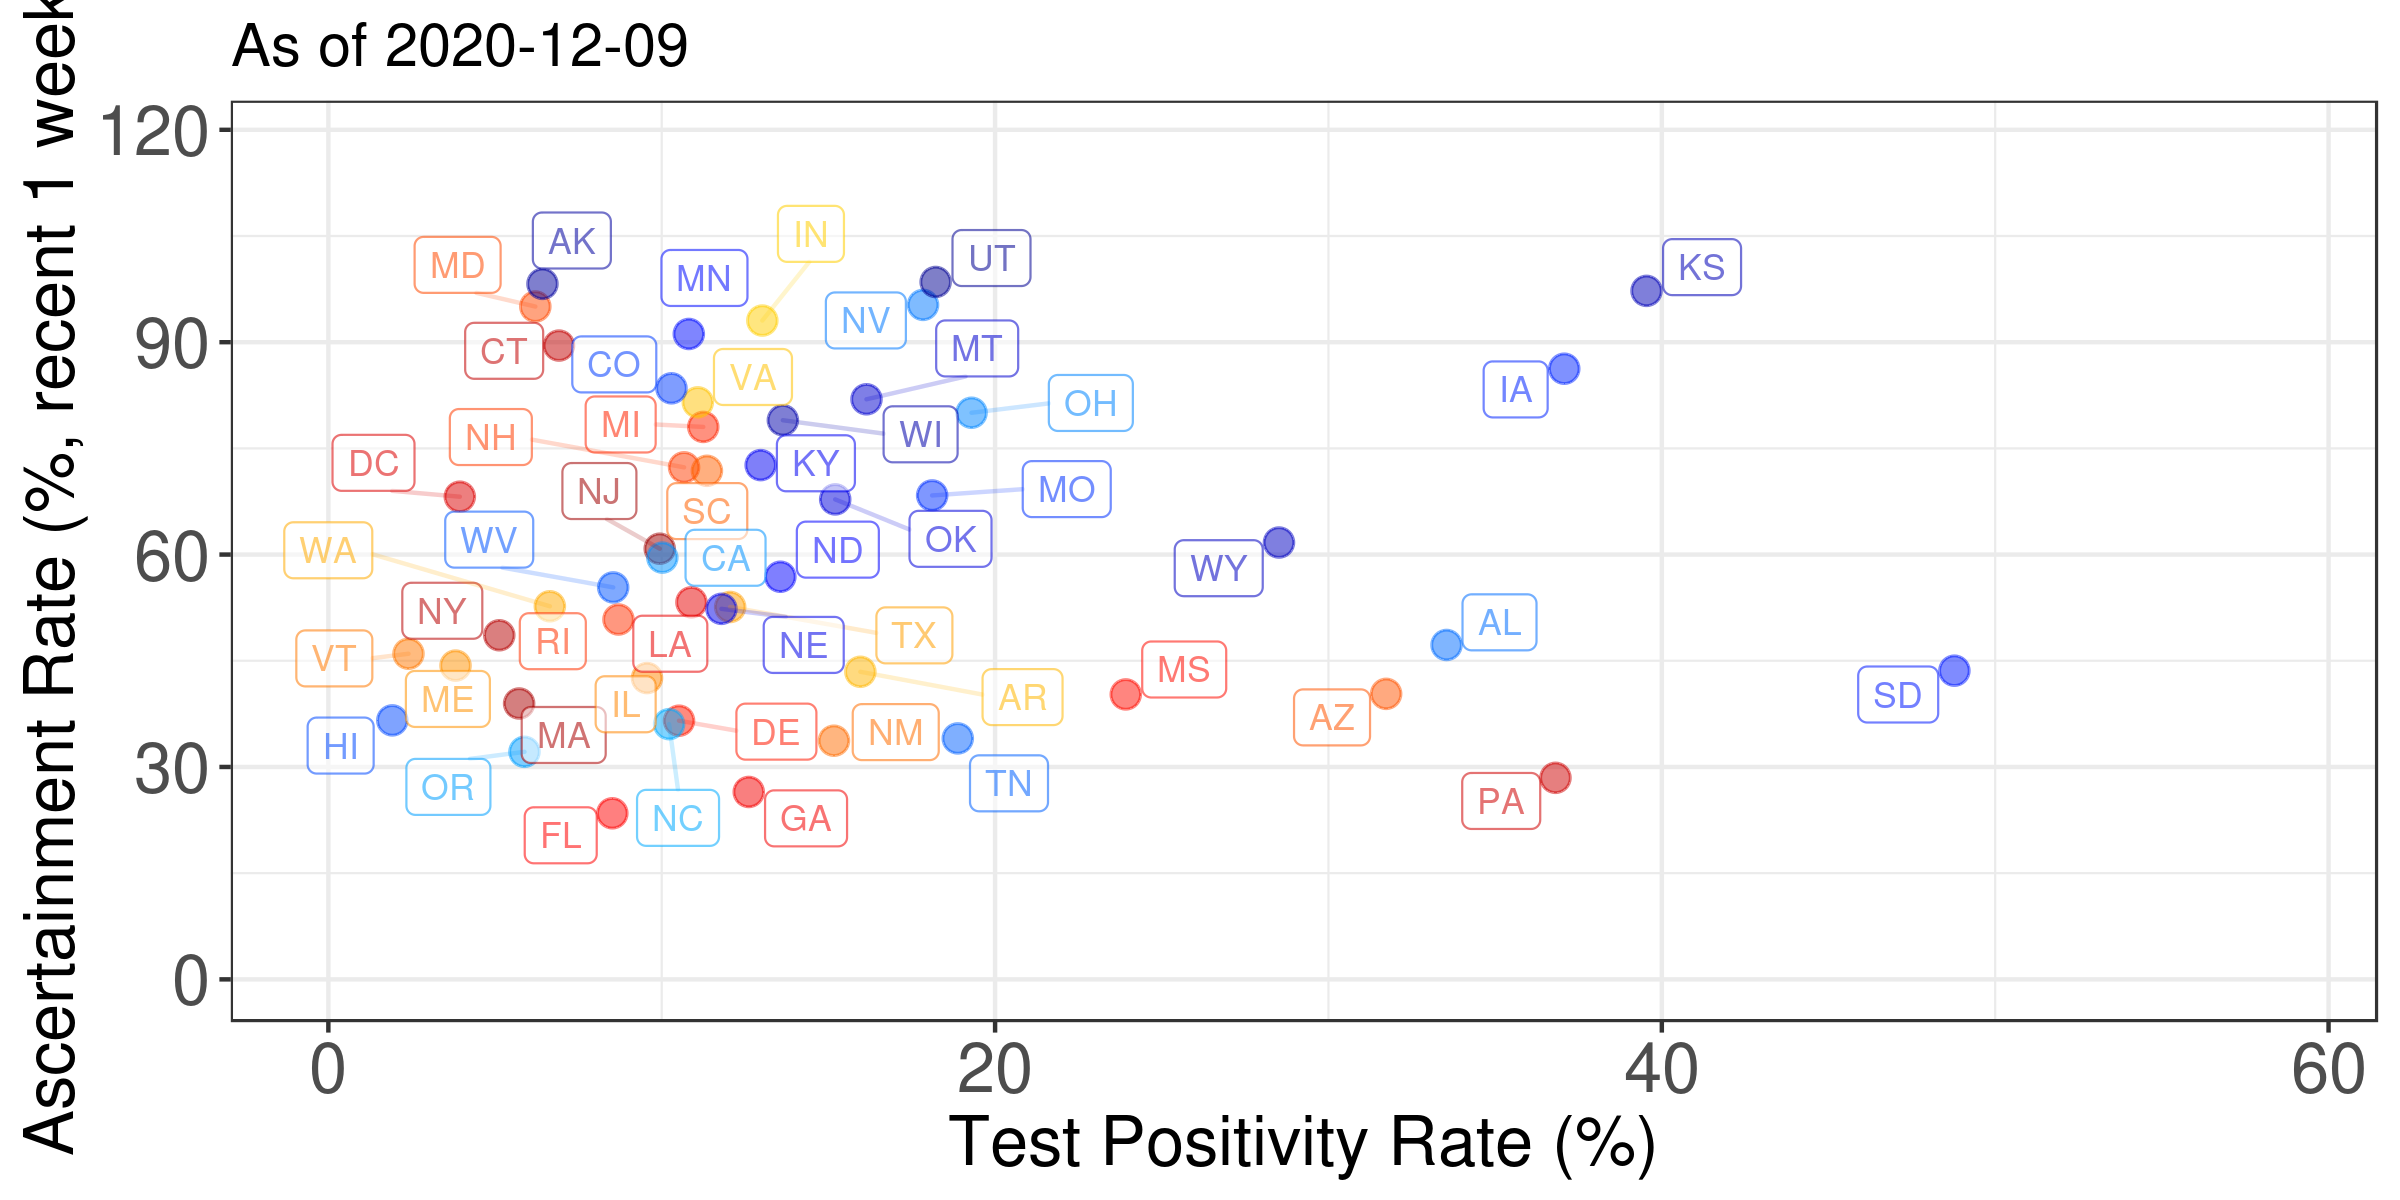 As of 2020-12-09
Ascertainment Rate (%, recent 1 week
120
90
60
30
0
IN
AK
UT
MD
KS
MN
NV
MT
CT
CO
VA
IA
OH
MI
NH
WI
DC
KY
NJ
MO
SC
WV
OK
WA
ND
CA
WY
NY
AL
TX
RI
LA
NE
VT
MS
SD
ME
AR
IL
AZ
MA
DE
NM
HI
TN
OR
PA
NC
GA
FL
0
20
40
60
Test Positivity Rate (%)